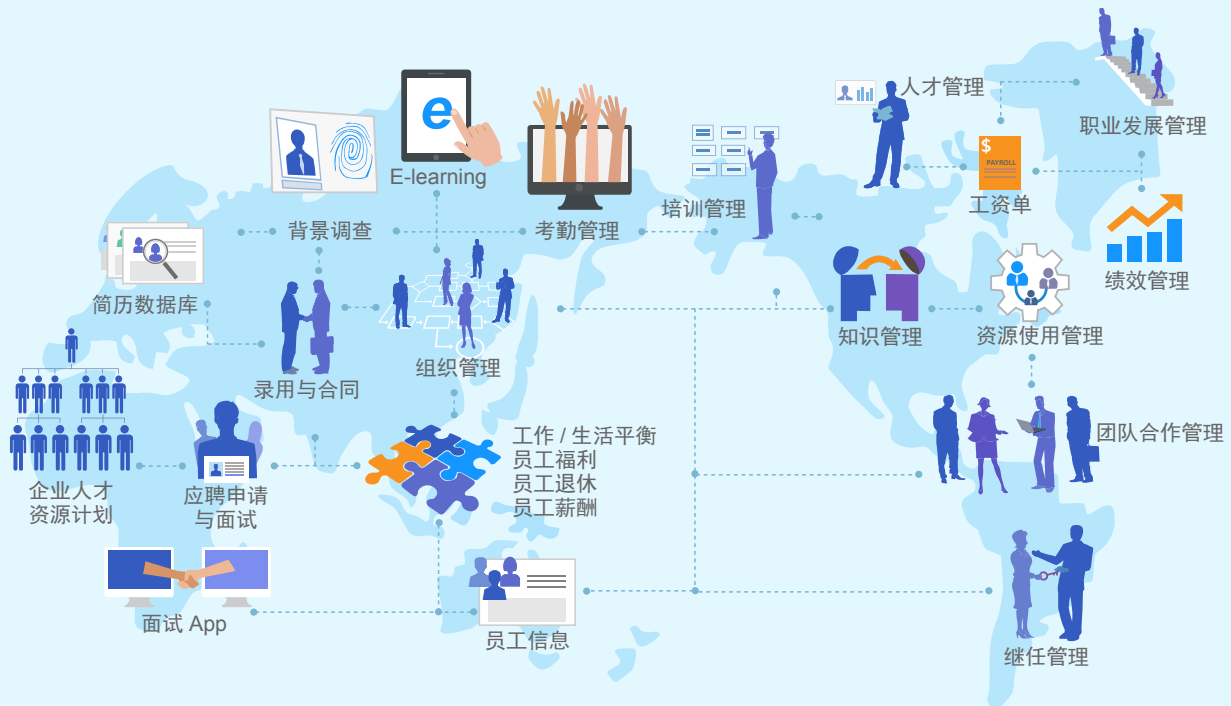 人才管理
职业发展管理
e
E-learning
$
PAYROLL
培训管理
工资单
背景调查
考勤管理
绩效管理
简历数据库
知识管理
资源使用管理
组织管理
录用与合同
工作 / 生活平衡
员工福利
员工退休
员工薪酬
团队合作管理
企业人才
资源计划
应聘申请
与面试
面试 App
员工信息
继任管理